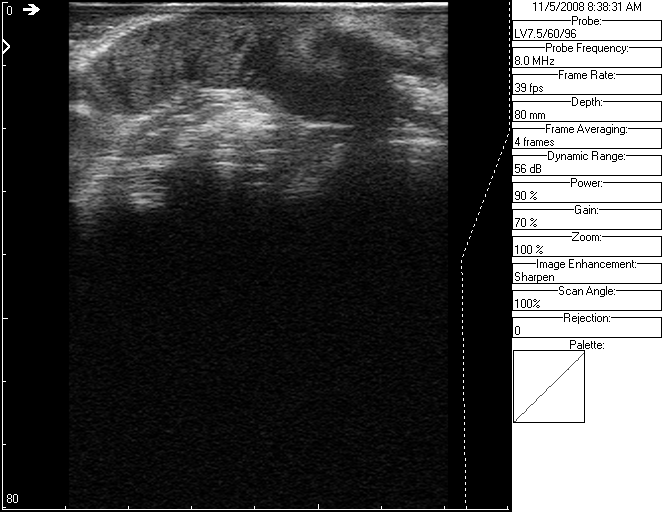 0
80
11/5/2008 8:38:31 AM
Probe:
LV7.5/60/96
Probe Frequency:
8.0 MHz
Frame Rate:
39 fps
Depth:
80 mm
Frame Averaging:
4 frames
Dynamic Range:
56 dB
Power:
90 %
Gain:
70 %
Zoom:
100 %
Image Enhancement:
Sharpen
Scan Angle:
100%
Rejection:
0
Palette: